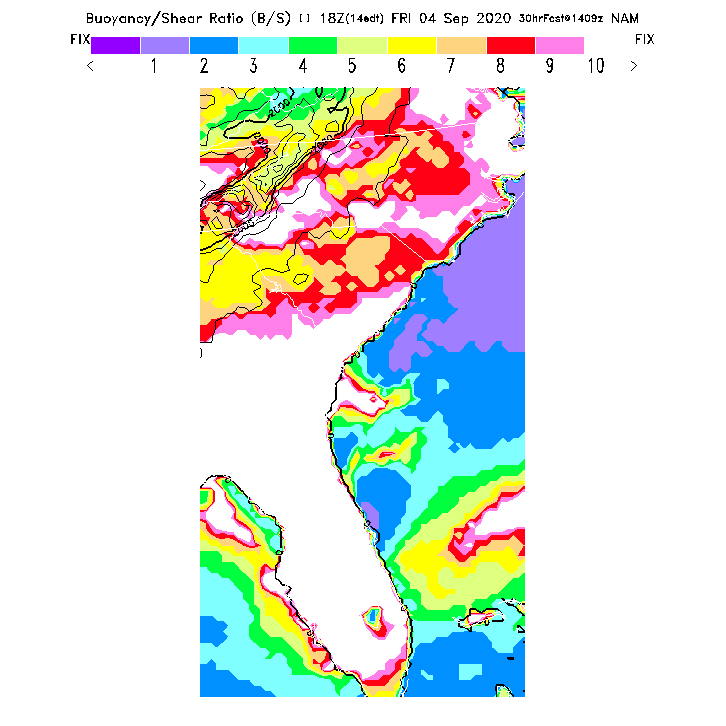 Buoyancy/Shear Ratio (B/S) [] 18Z(14edt) FRI 04 Sep 2020 30hrFcst@1409z NAM
FIX FIX
< 1 2 3 4 5 6 7 8 9 10 >
2000